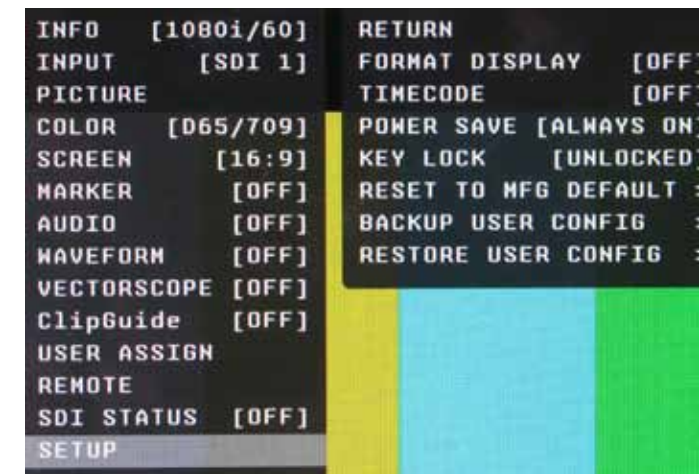 INFO [1080i/60]
INPUT [SDI 1]
PICTURE
COLOR [D65/709]
SCREEN [16:9]
MARKER [OFF]
AUDIO [OFF]
WAVEFORM [OFF]
VECTORSCOPE [OFF]
ClipGuide [OFF]
USER ASSIGN
REMOTE
SDI STATUS [OFF]
SETUP
RETURN
FORMAT DISPLAY [OFF]
TIMECODE [OFF]
POWER SAVE [ALWAYS ON]
KEY LOCK [UNLOCKED]
RESET TO MFG DEFAULT
BACKUP USER CONFIG
RESTORE USER CONFIG